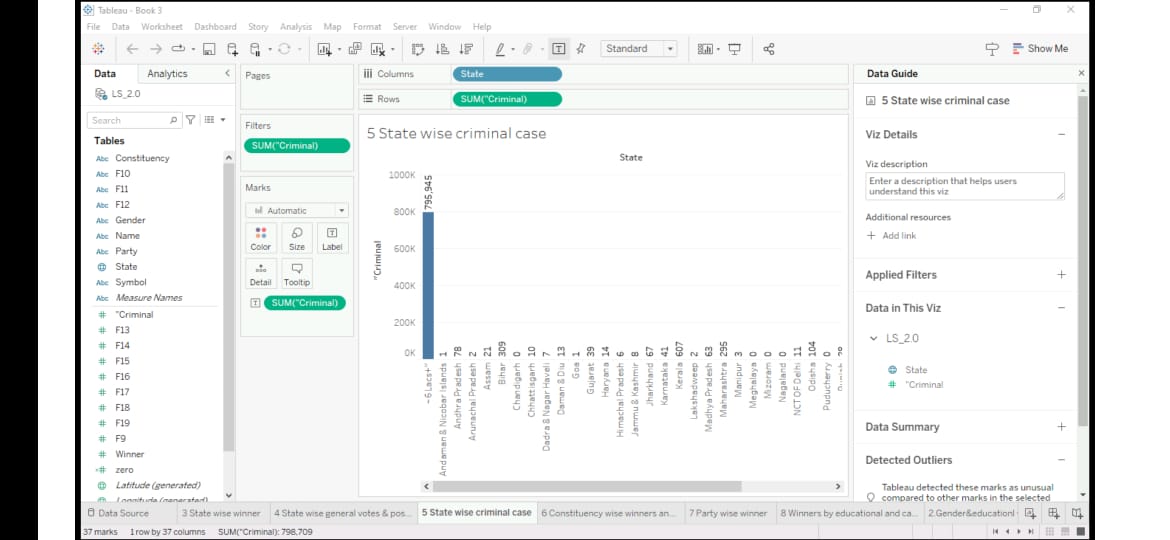 Tableau - Book 3
File Data Worksheet Dashboard Story Analysis Map Format Server Window Help
Standard
Show Me
Data Analytics
LS_2.0
Search
Tables
Abc Constituency
Abc F10
Abc F11
Abc F12
Abc Gender
Abc Name
Abc Party
State
Abc Symbol
Abc Measure Names
# "Criminal
# F13
# F14
# F15
# F16
# F17
# F18
# F19
# F9
# Winner
=# zero
Latitude (generated)
Longitude (generated)
Pages
Filters
SUM("Criminal)
Marks
Automatic
Color Size Label
Detail Tooltip
SUM("Criminal)
Columns State
Rows SUM("Criminal)
5 State wise criminal case
State
"Criminal
1000K
800K
600K
400K
200K
0K
795,945
1
78
2
21
309
0
10
7
13
1
39
14
6
8
67
41
607
2
63
295
3
0
0
0
11
104
0
~6 Lacs+"
Andaman & Nicobar Islands
Andhra Pradesh
Arunachal Pradesh
Assam
Bihar
Chandigarh
Chhattisgarh
Dadra & Nagar Haveli
Daman & Diu
Goa
Gujarat
Haryana
Himachal Pradesh
Jammu & Kashmir
Jharkhand
Karnataka
Kerala
Lakshadweep
Madhya Pradesh
Maharashtra
Manipur
Meghalaya
Mizoram
Nagaland
NCT OF Delhi
Odisha
Puducherry
Data Guide
5 State wise criminal case
Viz Details
Viz description
Enter a description that helps users
understand this viz
Additional resources
+ Add link
Applied Filters
Data in This Viz
LS_2.0
State
# "Criminal
Data Summary
Detected Outliers
Tableau detected these marks as unusual
compared to other marks in the selected
Data Source
3 State wise winner
4 State wise general votes & pos...
5 State wise criminal case
6 Constituency wise winners an...
7 Party wise winner
8 Winners by educational and ca...
2.Gender&educationl
37 marks 1 row by 37 columns SUM("Criminal): 798,709